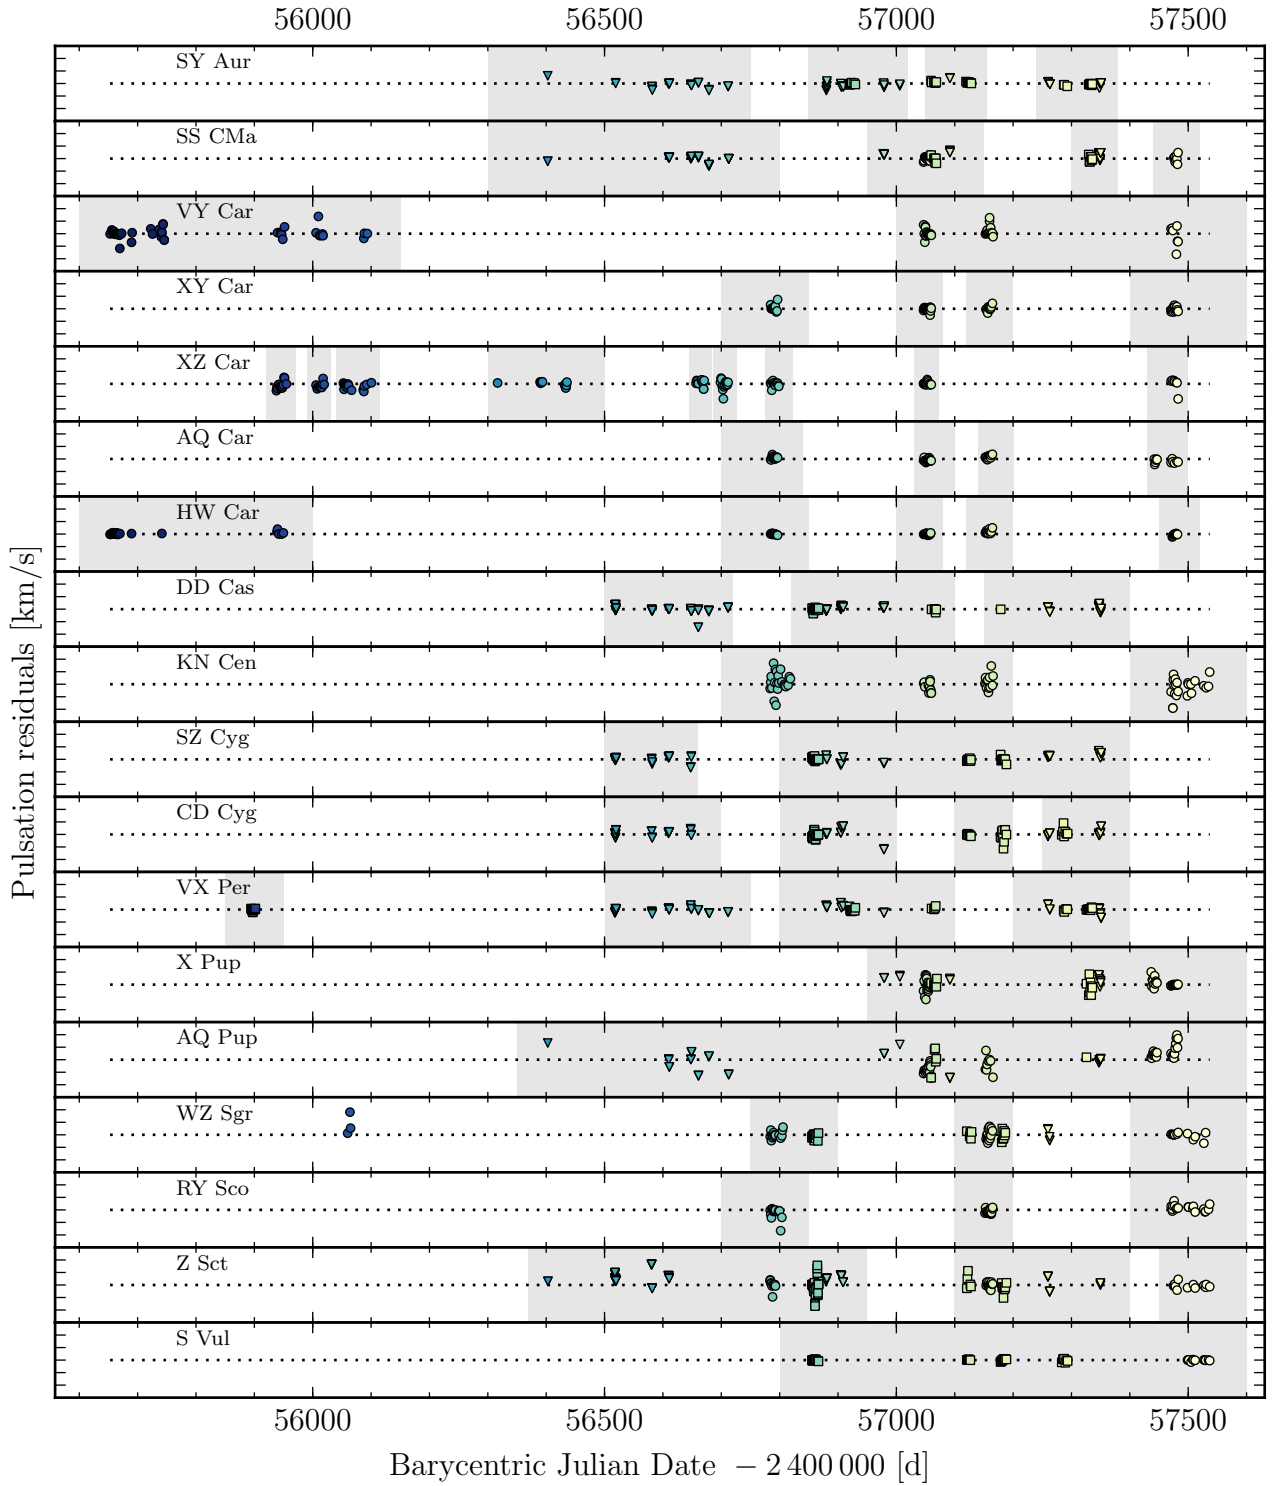 56000 56500 57000 57500
SY Aur
SS CMa
VY Car
XY Car
XZ Car
AQ Car
HW Car
DD Cas
KN Cen
SZ Cyg
CD Cyg
VX Per
X Pup
AQ Pup
WZ Sgr
RY Sco
Z Sct
S Vul
Pulsation residuals [km/s]
56000 56500 57000 57500
Barycentric Julian Date − 2 400 000 [d]